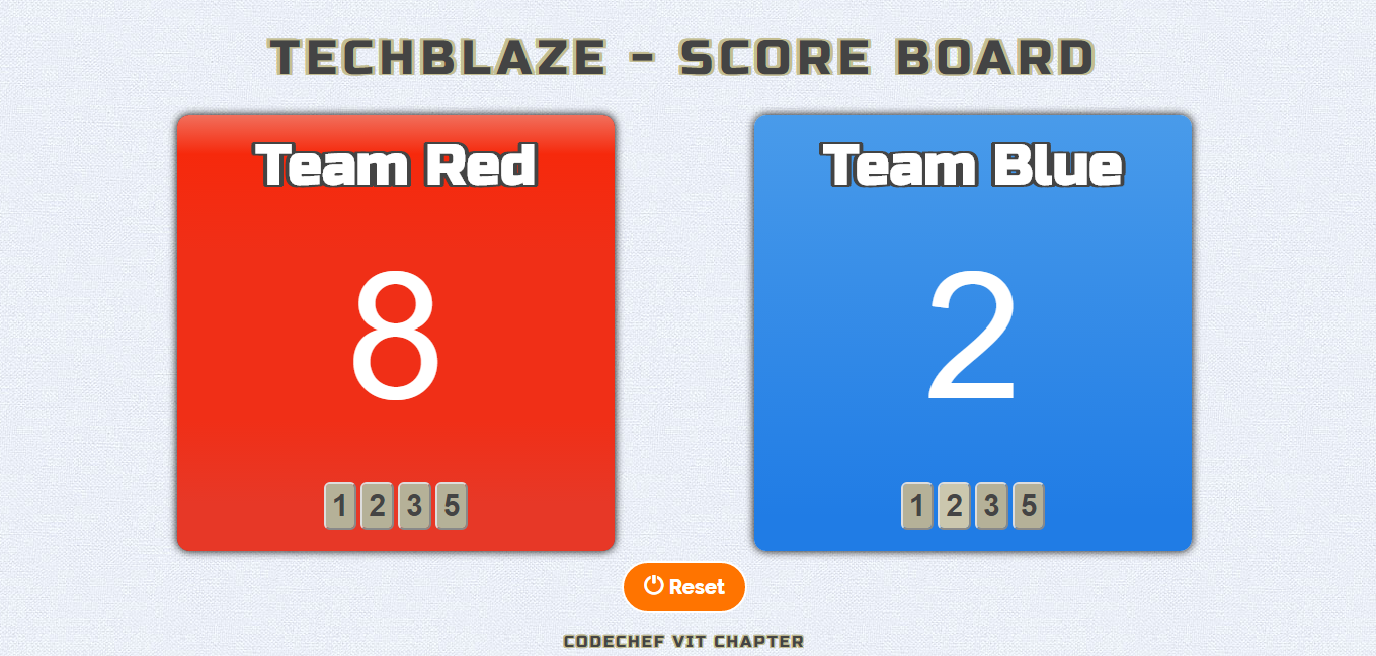 TECHBLAZE - SCORE BOARD
Team Red
8
1 2 3 5
Team Blue
2
1 2 3 5
Reset
CODECHEF VIT CHAPTER